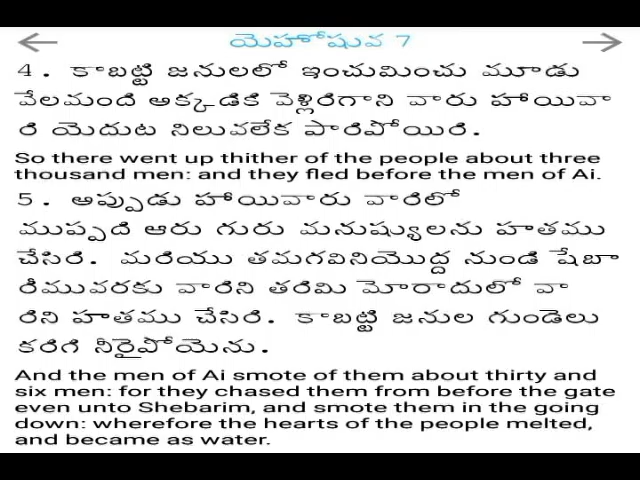 యెహోషువ 7
4. కాబట్టి జనులలో ఇంచుమించు మూడు
వేలమంది అక్కడికి వెళ్లిరిగాని వారు హాయివా
రి యెదుట నిలువలేక పారిపోయిరి.
So there went up thither of the people about three
thousand men: and they fled before the men of Ai.
5. అప్పుడు హాయివారు వారిలో
ముప్పది ఆరు గురు మనుష్యులను హతము
చేసిరి. మరియు తమగవినియొద్ద నుండి షేబా
రీమువరకు వారిని తరిమి మోరాదులో వా
రిని హతము చేసిరి. కాబట్టి జనుల గుండెలు
కరిగి నీరైపోయెను.
And the men of Ai smote of them about thirty and
six men: for they chased them from before the gate
even unto Shebarim, and smote them in the going
down: wherefore the hearts of the people melted,
and became as water.